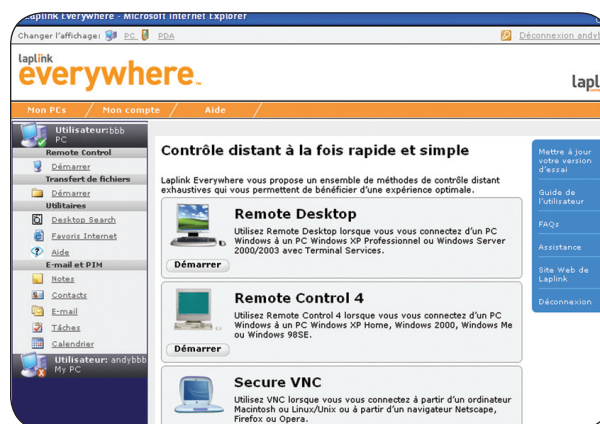 Laplink Everywhere - Microsoft Internet Explorer
Changer l'affichage: PC PDA
Déconnexion andyb
laplink
everywhere™
lapl
Mon PCs / Mon compte / Aide /
Utilisateur:bbb
PC
Remote Control
Démarrer
Transfert de fichiers
Démarrer
Utilitaires
Desktop Search
Favoris Internet
Aide
E-mail et PIM
Notes
Contacts
E-mail
Tâches
Calendrier
Utilisateur: andybbb
My PC
Contrôle distant à la fois rapide et simple
Laplink Everywhere vous propose un ensemble de méthodes de contrôle distant
exhaustives qui vous permettent de bénéficier d'une expérience optimale.
Remote Desktop
Utilisez Remote Desktop lorsque vous vous connectez d'un PC
Windows à un PC Windows XP Professionnel ou Windows Server
2000/2003 avec Terminal Services.
Démarrer
Remote Control 4
Utilisez Remote Control 4 lorsque vous vous connectez d'un PC
Windows à un PC Windows XP Home, Windows 2000, Windows Me
ou Windows 98SE.
Démarrer
Secure VNC
Utilisez VNC lorsque vous vous connectez à partir d'un ordinateur
Macintosh ou Linux/Unix ou à partir d'un navigateur Netscape,
Firefox ou Opera.
Mettre à jour
votre version
d'essai
Guide de
l'utilisateur
FAQs
Assistance
Site Web de
Laplink
Déconnexion